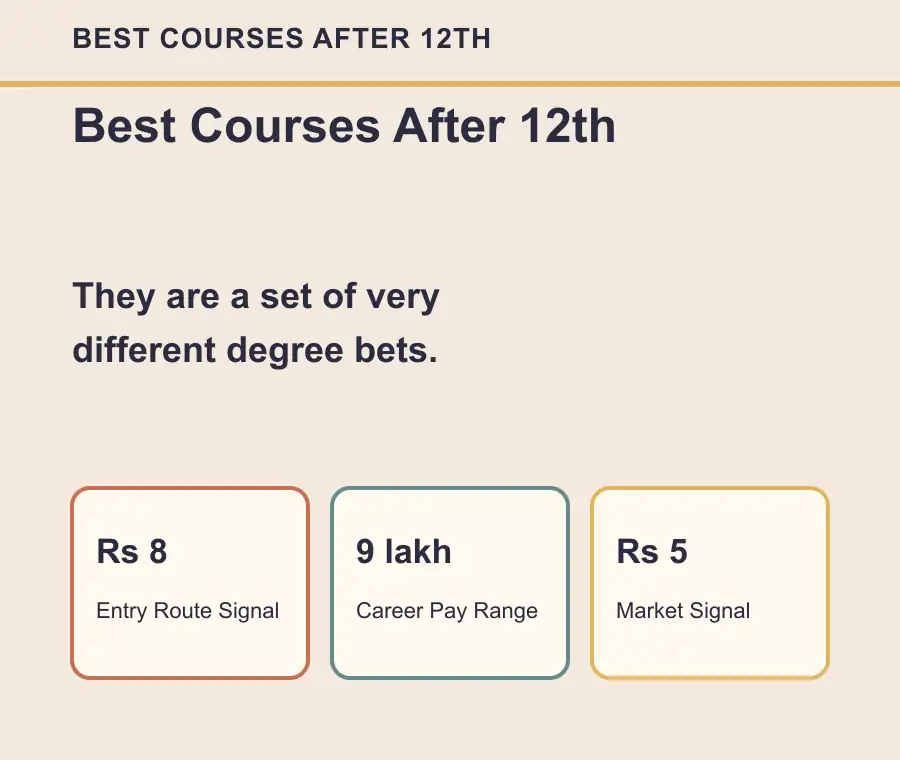 BEST COURSES AFTER 12TH
Best Courses After 12th
They are a set of very
different degree bets.
Rs 8
Entry Route Signal
9 lakh
Career Pay Range
Rs 5
Market Signal